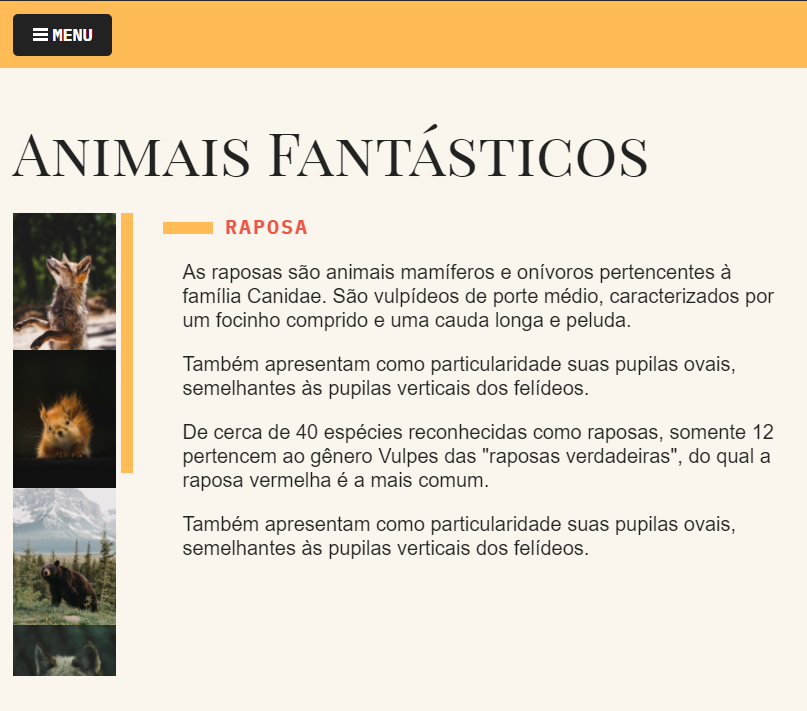 MENU
Animais Fantásticos
RAPOSA
As raposas são animais mamíferos e onívoros pertencentes à
família Canidae. São vulpídeos de porte médio, caracterizados por
um focinho comprido e uma cauda longa e peluda.
Também apresentam como particularidade suas pupilas ovais,
semelhantes às pupilas verticais dos felídeos.
De cerca de 40 espécies reconhecidas como raposas, somente 12
pertencem ao gênero Vulpes das "raposas verdadeiras", do qual a
raposa vermelha é a mais comum.
Também apresentam como particularidade suas pupilas ovais,
semelhantes às pupilas verticais dos felídeos.